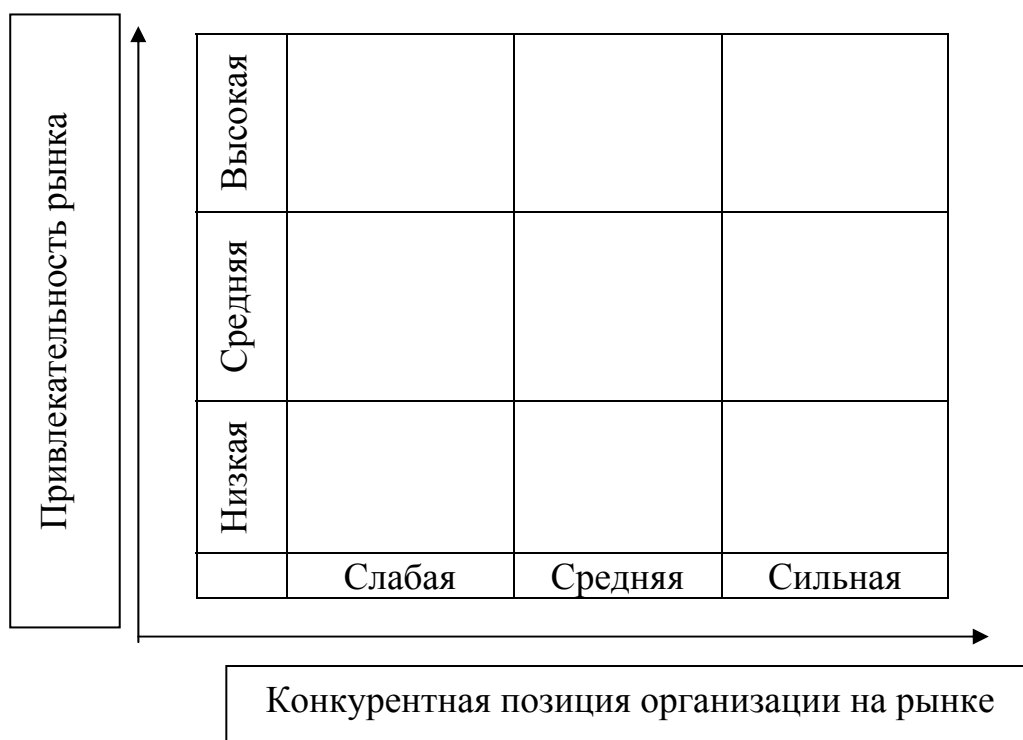 Привлекательность рынка
Высокая
Средняя
Низкая
Слабая Средняя Сильная
Конкурентная позиция организации на рынке